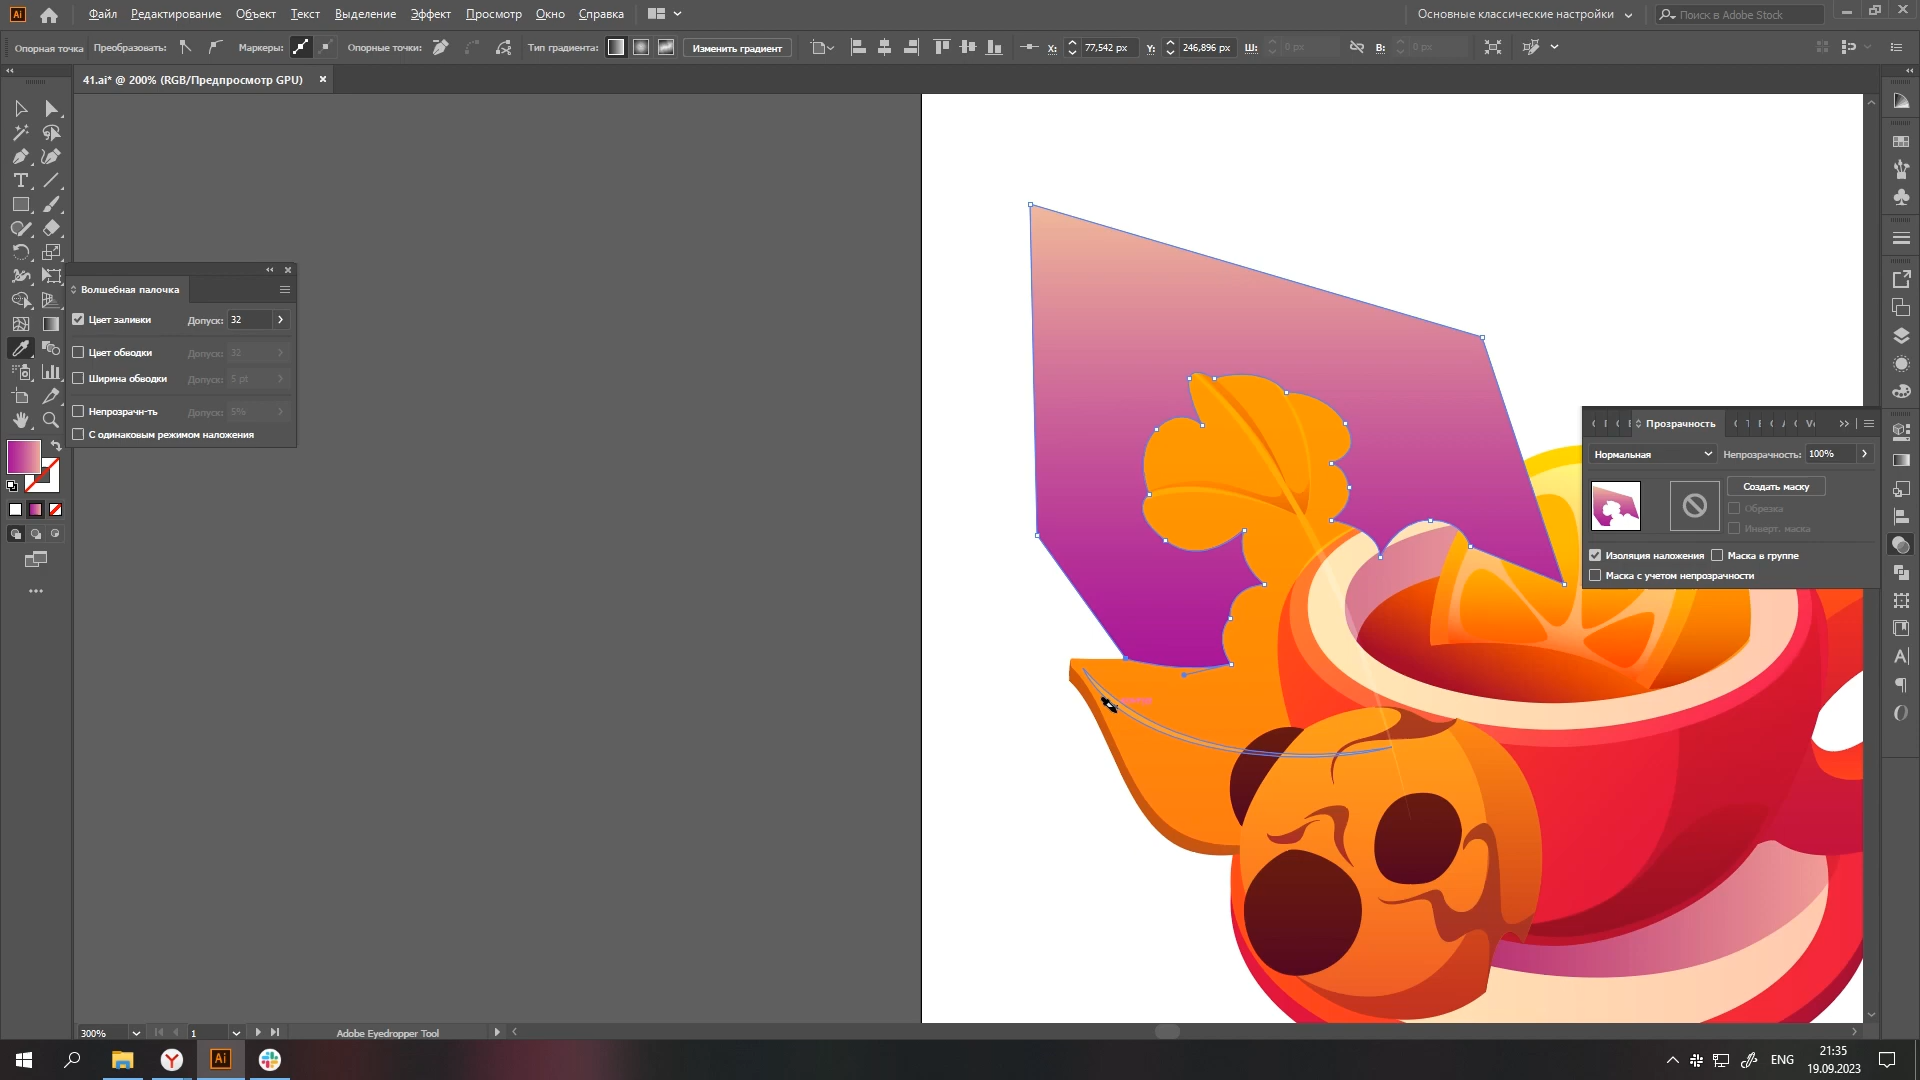 Ai Файл Редактирование Объект Текст Выделение Эффект Просмотр Окно Справка Основные классические настройки Поиск в Adobe Stock
Опорная точка Преобразовать: Маркеры: Опорные точки: Тип градиента: Изменить градиент X: 77,542 px Y: 246,896 px Ш: 0 px В: 0 px
41.ai* @ 200% (RGB/Предпросмотр GPU)
Волшебная палочка
Цвет заливки Допуск: 32
Цвет обводки Допуск: 32
Ширина обводки Допуск: 5 pt
Непрозрачн-ть Допуск: 5%
С одинаковым режимом наложения
Прозрачность
Нормальная Непрозрачность: 100%
Создать маску
Обрезка
Инверт. маска
Изоляция наложения Маска в группе
Маска с учетом непрозрачности
300% 1 Adobe Eyedropper Tool
Ai ENG 21:35
19.09.2023